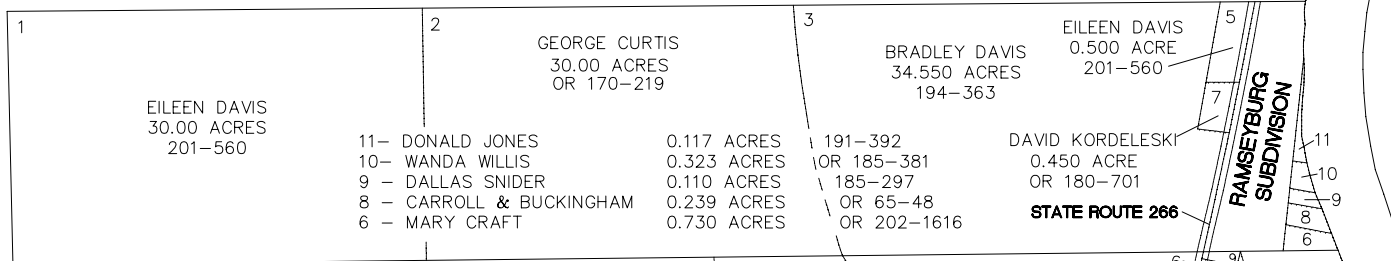 1
EILEEN DAVIS
30.00 ACRES
201-560
2
GEORGE CURTIS
30.00 ACRES
OR 170-219
3
BRADLEY DAVIS
34.550 ACRES
194-363
EILEEN DAVIS
0.500 ACRE
201-560
5
7
DAVID KORDELESKI
0.450 ACRE
OR 180-701
STATE ROUTE 266
RAMSEYBURG
SUBDIVISION
11- DONALD JONES 0.117 ACRES 191-392
10- WANDA WILLIS 0.323 ACRES OR 185-381
9 - DALLAS SNIDER 0.110 ACRES 185-297
8 - CARROLL & BUCKINGHAM 0.239 ACRES OR 65-48
6 - MARY CRAFT 0.730 ACRES OR 202-1616
11
10
9
8
6